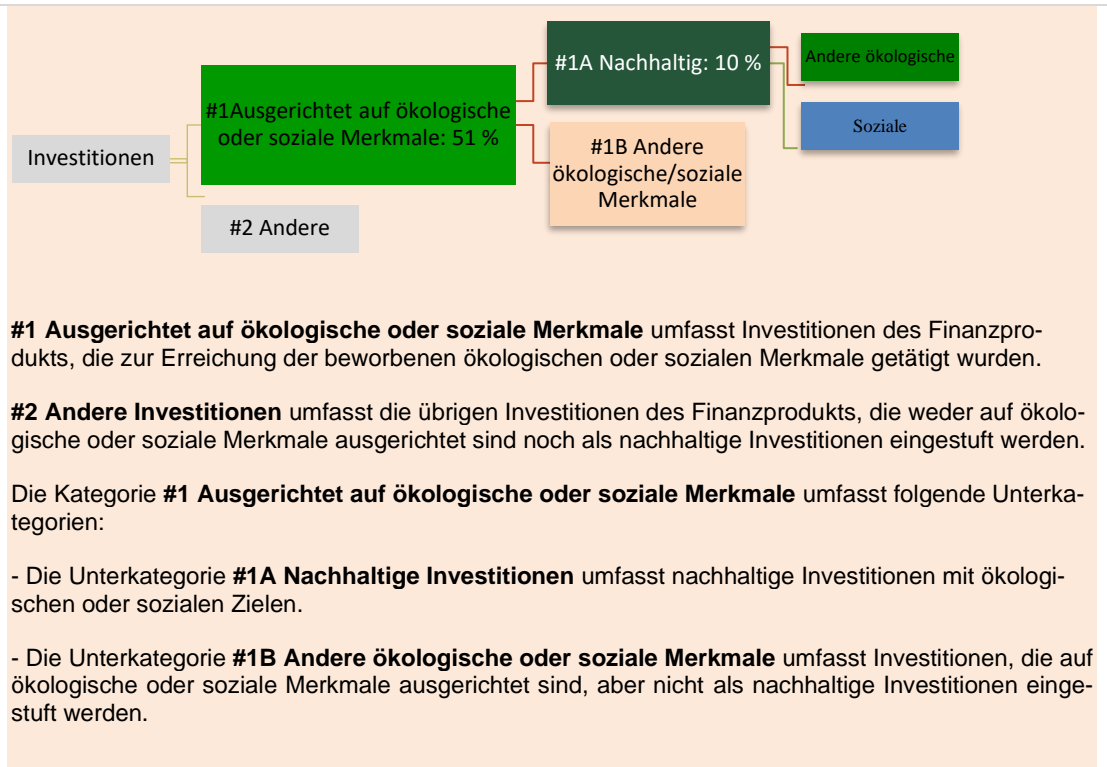 #1A Nachhaltig: 10 %
Andere ökologische
#1Ausgerichtet auf ökologische
oder soziale Merkmale: 51 %
Soziale
Investitionen
#1B Andere
ökologische/soziale
Merkmale
#2 Andere
#1 Ausgerichtet auf ökologische oder soziale Merkmale umfasst Investitionen des Finanzpro-
dukts, die zur Erreichung der beworbenen ökologischen oder sozialen Merkmale getätigt wurden.
#2 Andere Investitionen umfasst die übrigen Investitionen des Finanzprodukts, die weder auf ökolo-
gische oder soziale Merkmale ausgerichtet sind noch als nachhaltige Investitionen eingestuft werden.
Die Kategorie #1 Ausgerichtet auf ökologische oder soziale Merkmale umfasst folgende Unterka-
tegorien:
- Die Unterkategorie #1A Nachhaltige Investitionen umfasst nachhaltige Investitionen mit ökologi-
schen oder sozialen Zielen.
- Die Unterkategorie #1B Andere ökologische oder soziale Merkmale umfasst Investitionen, die auf
ökologische oder soziale Merkmale ausgerichtet sind, aber nicht als nachhaltige Investitionen einge-
stuft werden.